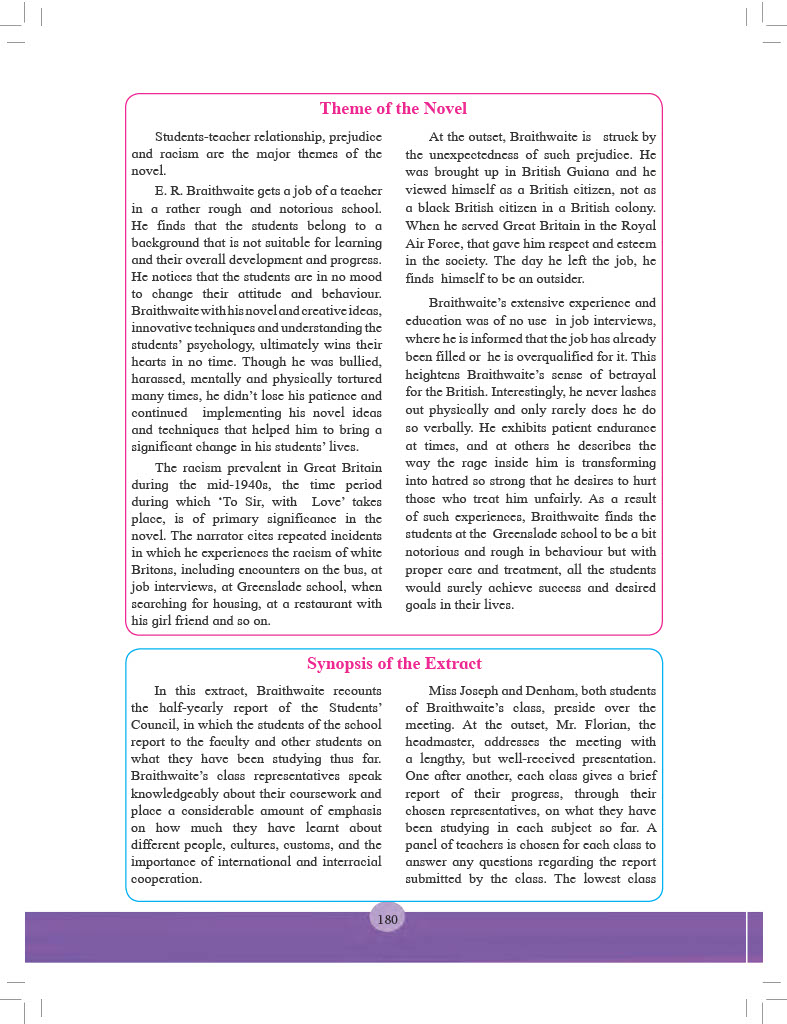 Theme of the Novel
Students-teacher relationship, prejudice
and racism are the major themes of the
novel.
E. R. Braithwaite gets a job of a teacher
in a rather rough and notorious school.
He finds that the students belong to a
background that is not suitable for learning
and their overall development and progress.
He notices that the students are in no mood
to change their attitude and behaviour.
Braithwaite with his novel and creative ideas,
innovative techniques and understanding the
students’ psychology, ultimately wins their
hearts in no time. Though he was bullied,
harassed, mentally and physically tortured
many times, he didn’t lose his patience and
continued implementing his novel ideas
and techniques that helped him to bring a
significant change in his students’ lives.
The racism prevalent in Great Britain
during the mid-1940s, the time period
during which ‘To Sir, with Love’ takes
place, is of primary significance in the
novel. The narrator cites repeated incidents
in which he experiences the racism of white
Britons, including encounters on the bus, at
job interviews, at Greenslade school, when
searching for housing, at a restaurant with
his girl friend and so on.
At the outset, Braithwaite is struck by
the unexpectedness of such prejudice. He
was brought up in British Guiana and he
viewed himself as a British citizen, not as
a black British citizen in a British colony.
When he served Great Britain in the Royal
Air Force, that gave him respect and esteem
in the society. The day he left the job, he
finds himself to be an outsider.
Braithwaite’s extensive experience and
education was of no use in job interviews,
where he is informed that the job has already
been filled or he is overqualified for it. This
heightens Braithwaite’s sense of betrayal
for the British. Interestingly, he never lashes
out physically and only rarely does he do
so verbally. He exhibits patient endurance
at times, and at others he describes the
way the rage inside him is transforming
into hatred so strong that he desires to hurt
those who treat him unfairly. As a result
of such experiences, Braithwaite finds the
students at the Greenslade school to be a bit
notorious and rough in behaviour but with
proper care and treatment, all the students
would surely achieve success and desired
goals in their lives.
Synopsis of the Extract
In this extract, Braithwaite recounts
the half-yearly report of the Students’
Council, in which the students of the school
report to the faculty and other students on
what they have been studying thus far.
Braithwaite’s class representatives speak
knowledgeably about their coursework and
place a considerable amount of emphasis
on how much they have learnt about
different people, cultures, customs, and the
importance of international and interracial
cooperation.
Miss Joseph and Denham, both students
of Braithwaite’s class, preside over the
meeting. At the outset, Mr. Florian, the
headmaster, addresses the meeting with
a lengthy, but well-received presentation.
One after another, each class gives a brief
report of their progress, through their
chosen representatives, on what they have
been studying in each subject so far. A
panel of teachers is chosen for each class to
answer any questions regarding the report
submitted by the class. The lowest class
180